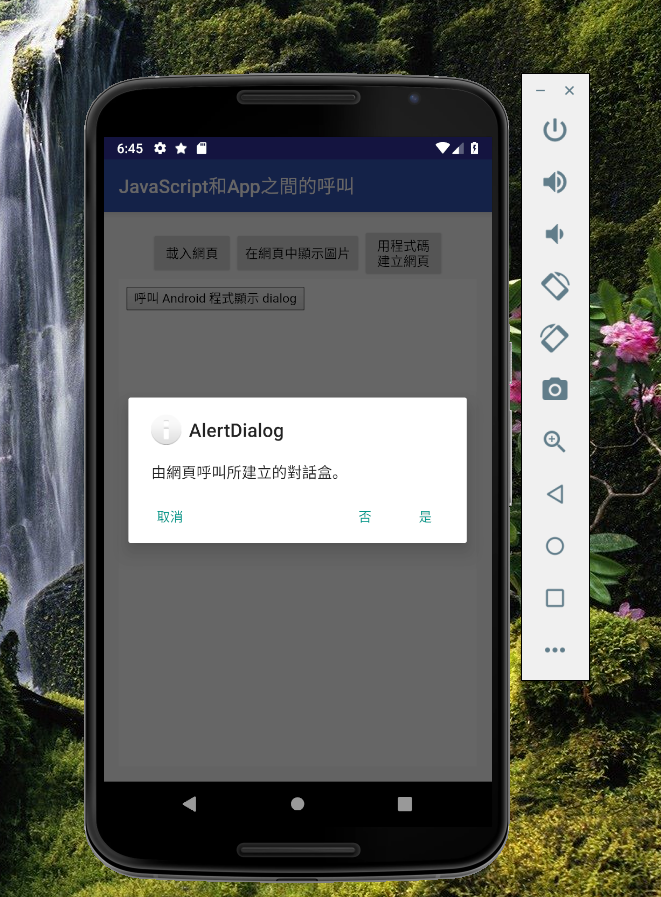 6:45
JavaScript和App之間的呼叫
載入網頁
在網頁中顯示圖片
用程式碼
建立網頁
呼叫 Android 程式顯示 dialog
AlertDialog
由網頁呼叫所建立的對話盒。
取消
否
是